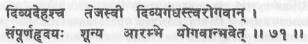 दिव्यदेहश्च तेजस्वी दिव्यगंधस्त्वरोगवान् ।
संपूर्णहृदयः शून्य आरम्भे योगवान्भवेत् ॥ ७१ ॥